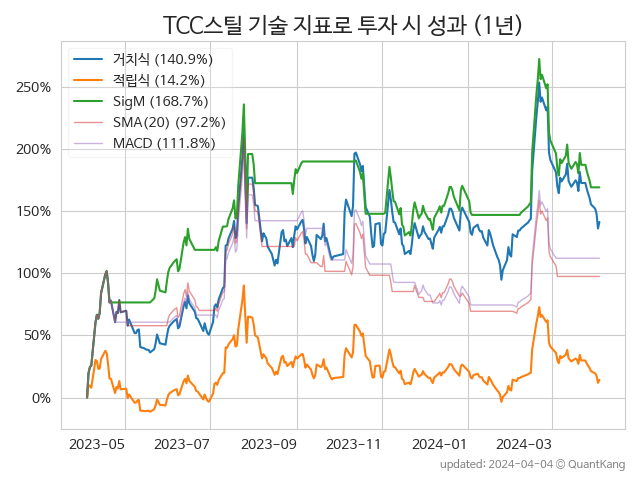 TCC스틸 기술 지표로 투자 시 성과 (1년)
거치식 (140.9%)
적립식 (14.2%)
SigM (168.7%)
SMA(20) (97.2%)
MACD (111.8%)
250%
200%
150%
100%
50%
0%
2023-05 2023-07 2023-09 2023-11 2024-01 2024-03
updated: 2024-04-04 @ QuantKang